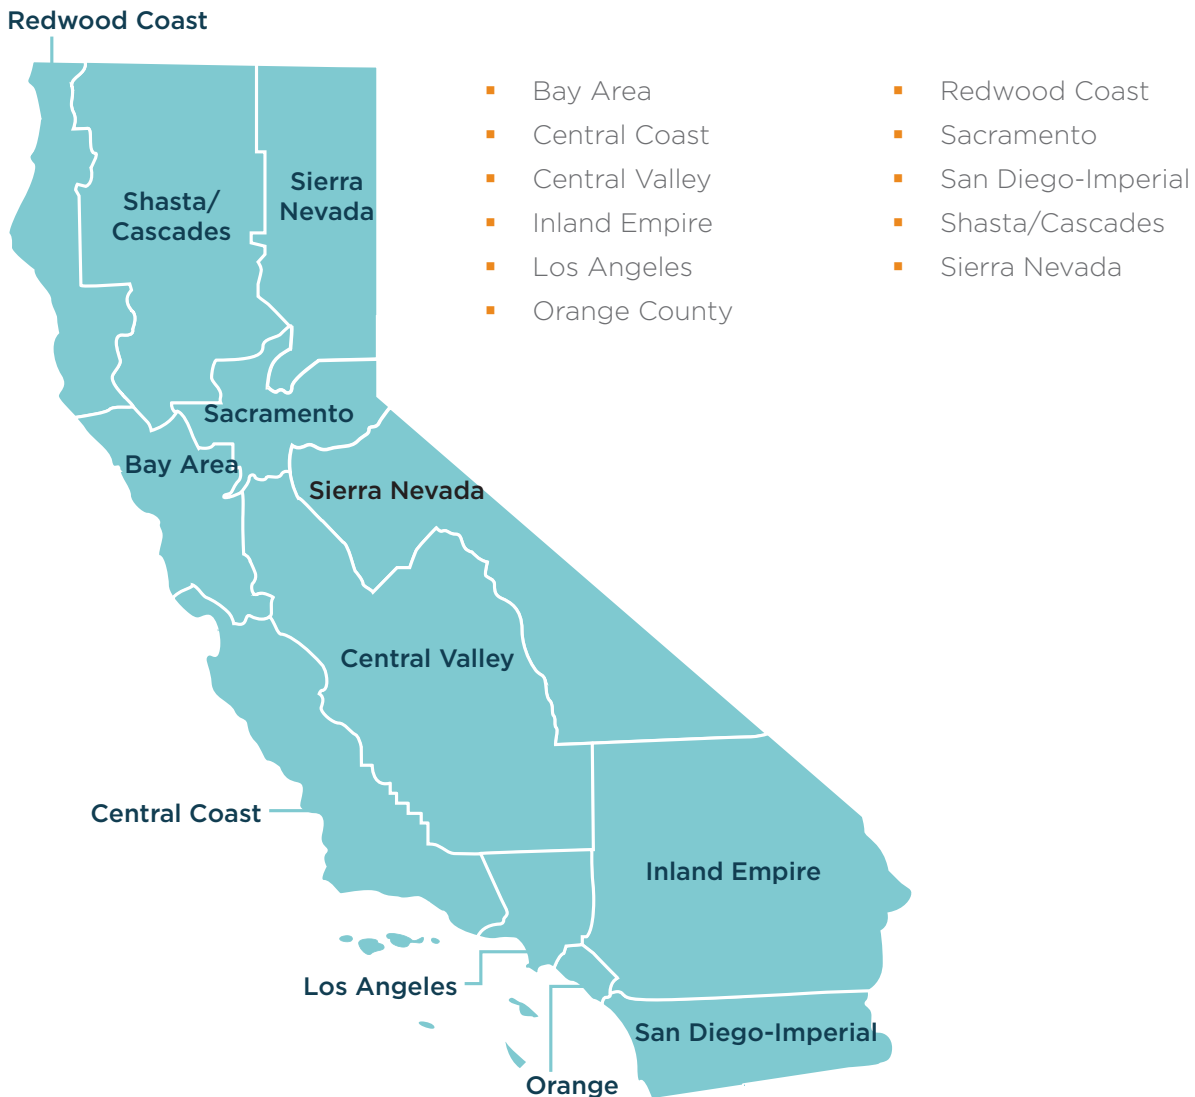 Redwood Coast
Bay Area
Central Coast
Central Valley
Inland Empire
Los Angeles
Orange County
Redwood Coast
Sacramento
San Diego-Imperial
Shasta/Cascades
Sierra Nevada
Sierra
Nevada
Shasta/
Cascades
Sacramento
Bay Area
Sierra Nevada
Central Valley
Central Coast
Inland Empire
Los Angeles
San Diego-Imperial
Orange